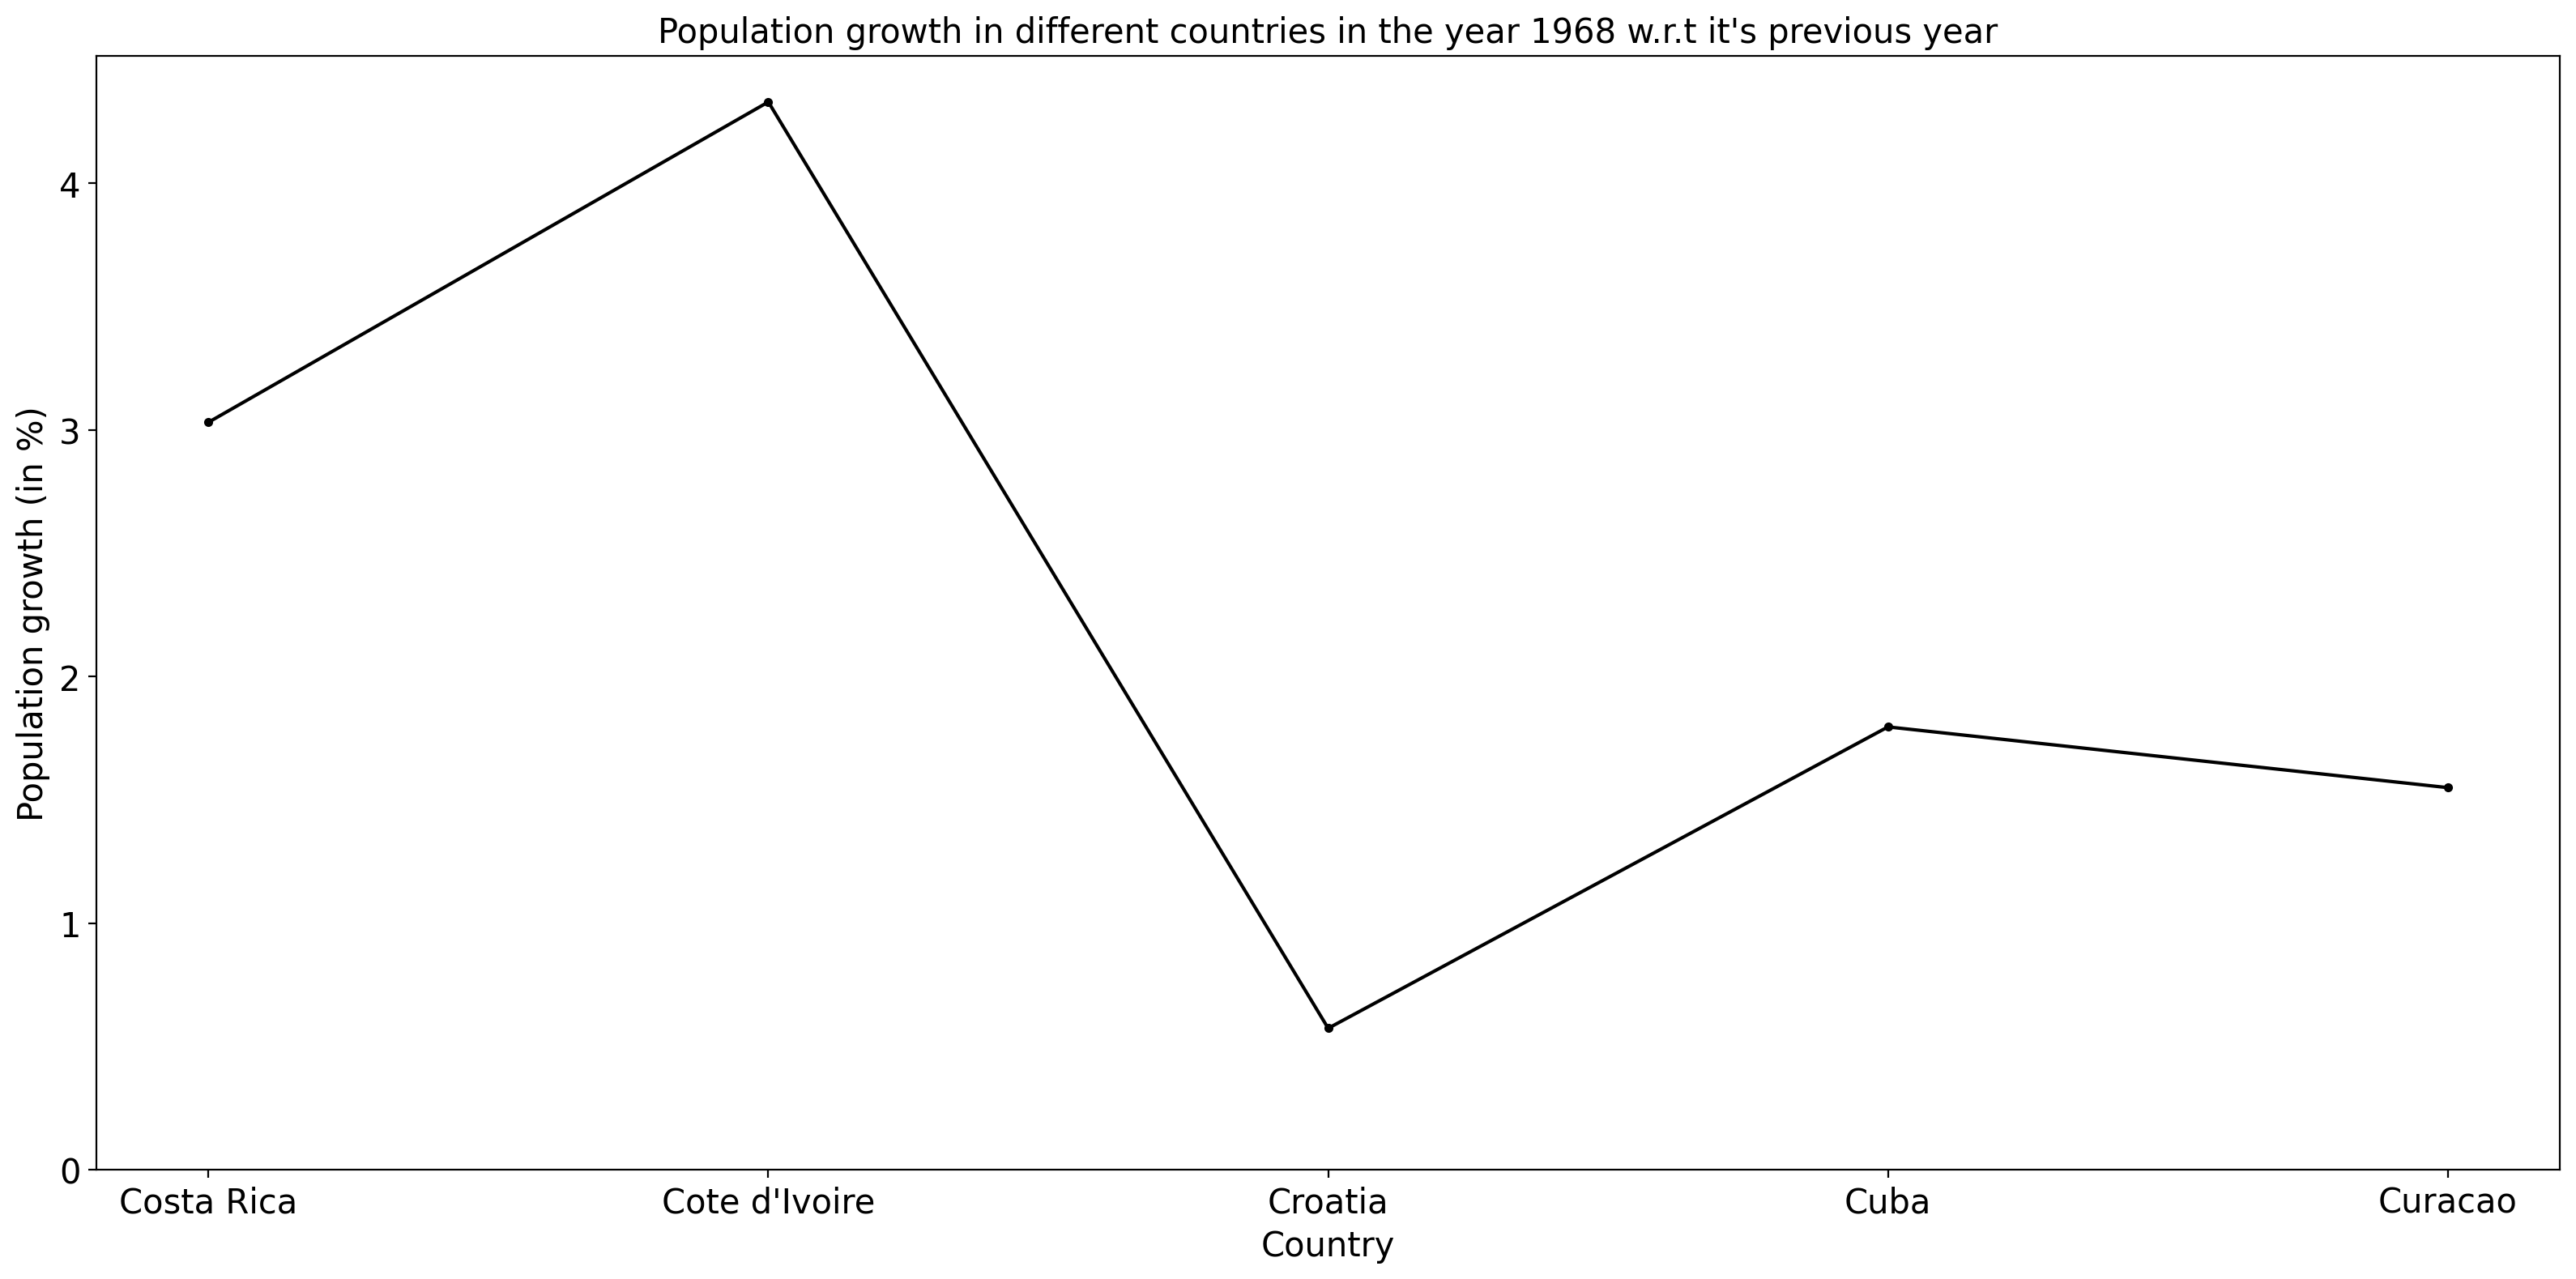 Population growth in different countries in the year 1968 w.r.t it's previous year
Population growth (in %)
4
3
2
1
0
Costa Rica Cote d'Ivoire Croatia Cuba Curacao
Country